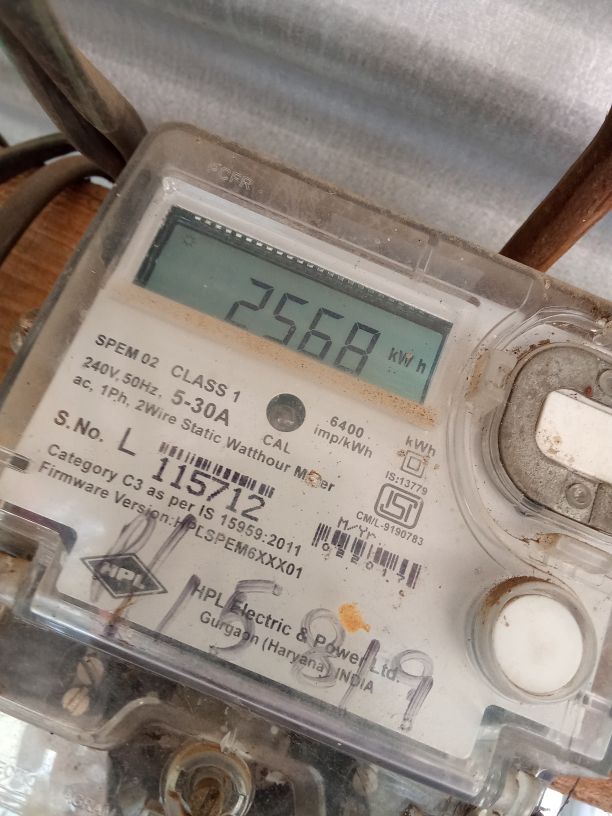 2568 kWh
SPEM 02 CLASS 1
240V, 50Hz, 5-30A
ac, 1Ph, 2Wire Static Watthour Meter
CAL
6400
imp/kWh
kWh
IS:13779
CM/L-9190783
S.No. L
115712
Category C3 as per IS 15959:2011
Firmware Version:HPLSPEM6XXX01
M/Yr
022017
HPL
HPL Electric & Power Ltd.
Gurgaon (Haryana) INDIA